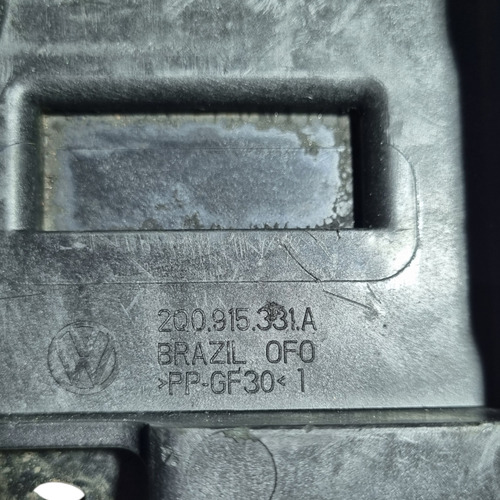 2Q0.915.331.A
BRAZIL OFO
>PP-GF30< 1